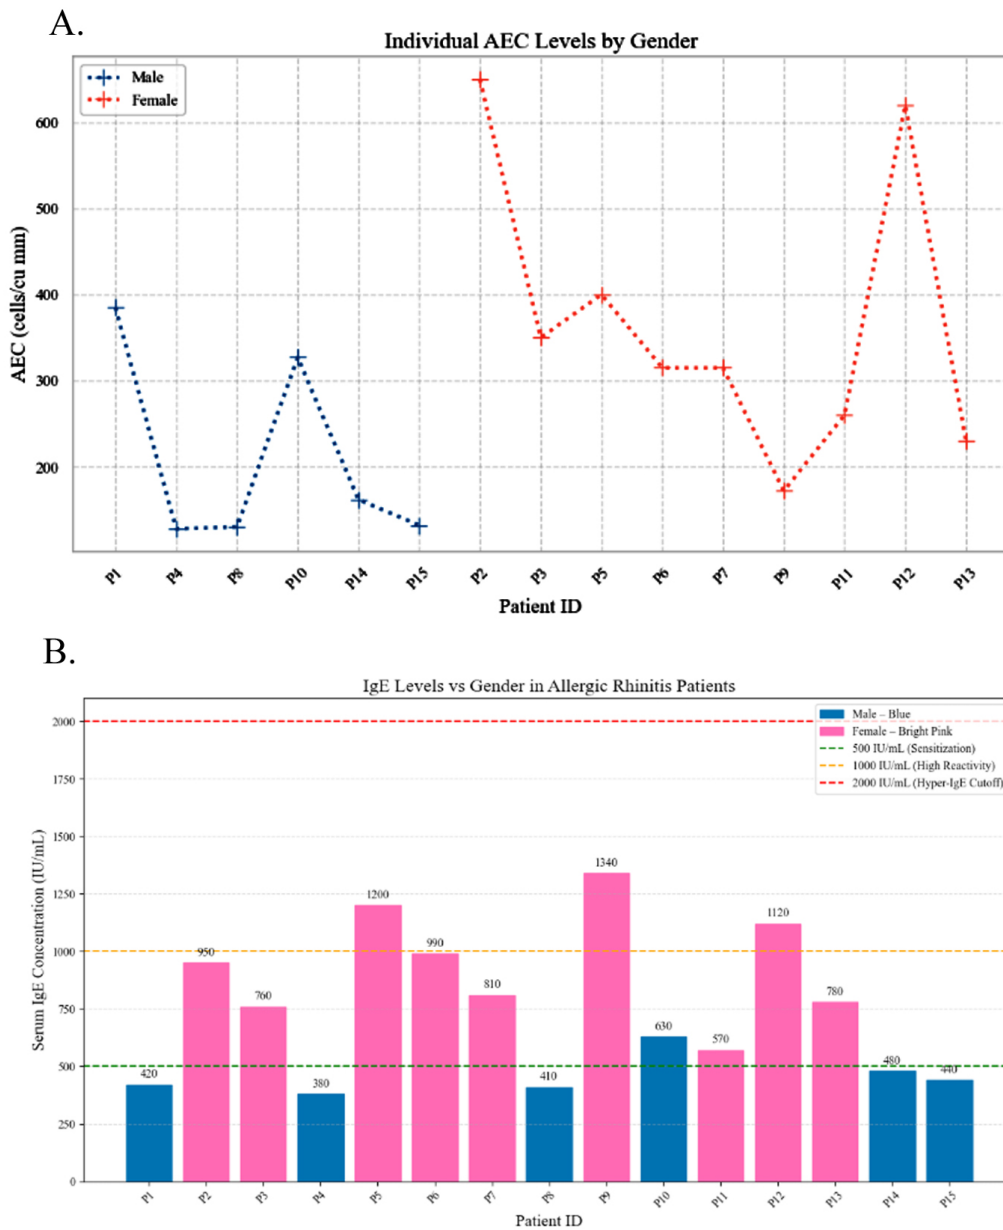 A.
Individual AEC Levels by Gender
Male
Female
AEC (cells/cu mm)
600
500
400
300
200
P1 P4 P8 P10 P14 P15 P2 P3 P5 P6 P7 P9 P11 P12 P13
Patient ID
B.
IgE Levels vs Gender in Allergic Rhinitis Patients
Male – Blue
Female – Bright Pink
500 IU/mL (Sensitization)
1000 IU/mL (High Reactivity)
2000 IU/mL (Hyper-IgE Cutoff)
Serum IgE Concentration (IU/mL)
2000
1750
1500
1250
1000
750
500
250
0
420 950 760 380 1200 990 810 410 1340 630 570 1120 780 480 440
P1 P2 P3 P4 P5 P6 P7 P8 P9 P10 P11 P12 P13 P14 P15
Patient ID